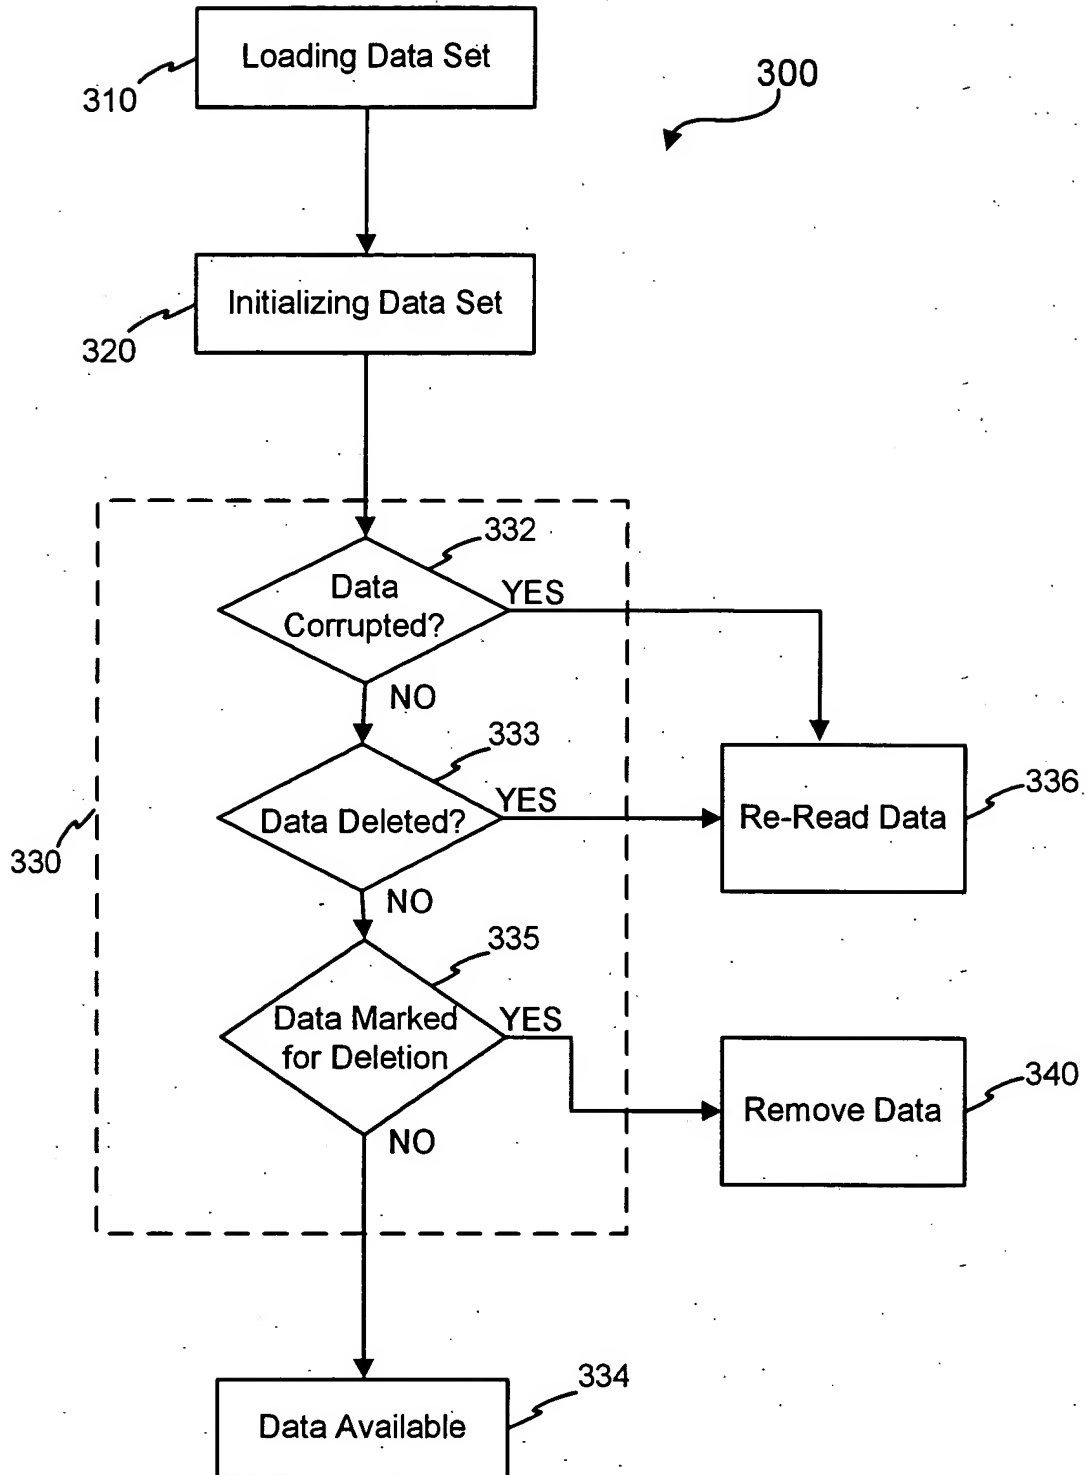 Loading Data Set
310
300
Initializing Data Set
320
332
Data
Corrupted?
YES
NO
333
Data Deleted?
YES
NO
336
Re-Read Data
330
335
Data Marked
for Deletion
YES
NO
340
Remove Data
334
Data Available